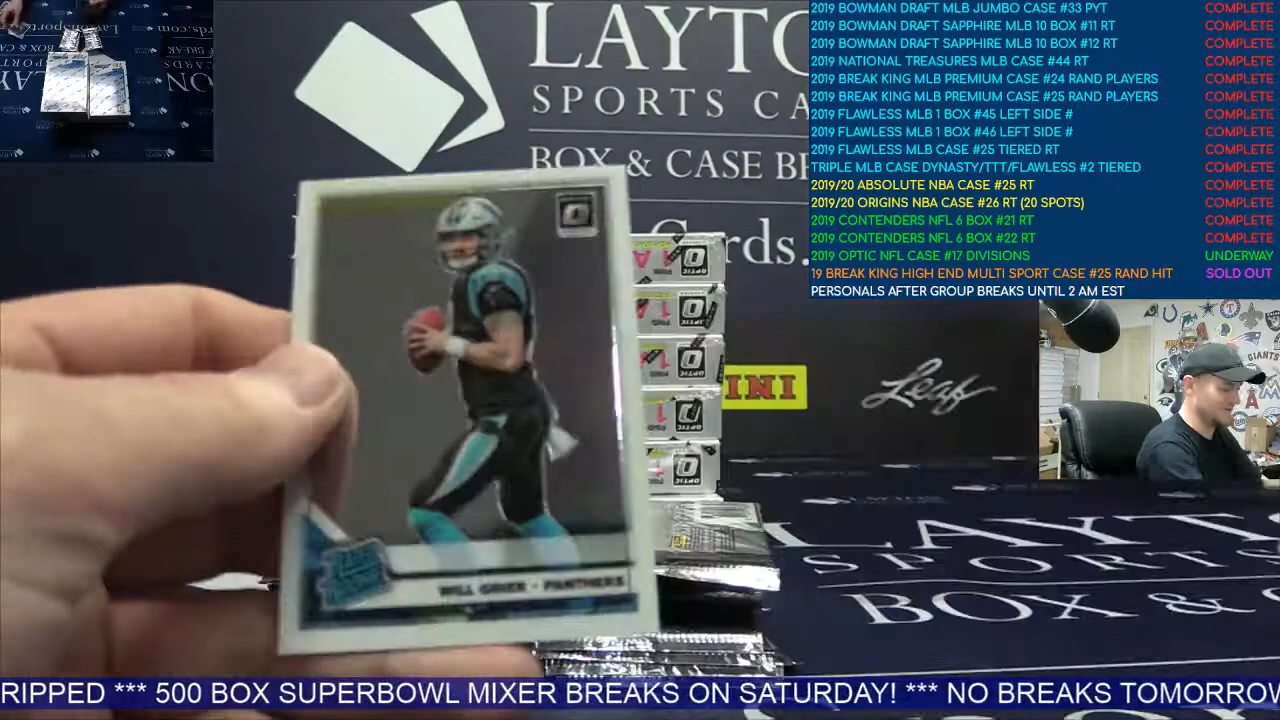 2019 BOWMAN DRAFT MLB JUMBO CASE #33 PYT COMPLETE
2019 BOWMAN DRAFT SAPPHIRE MLB 10 BOX #11 RT COMPLETE
2019 BOWMAN DRAFT SAPPHIRE MLB 10 BOX #12 RT COMPLETE
2019 NATIONAL TREASURES MLB CASE #44 RT COMPLETE
2019 BREAK KING MLB PREMIUM CASE #24 RAND PLAYERS COMPLETE
2019 BREAK KING MLB PREMIUM CASE #25 RAND PLAYERS COMPLETE
2019 FLAWLESS MLB 1 BOX #45 LEFT SIDE # COMPLETE
2019 FLAWLESS MLB 1 BOX #46 LEFT SIDE # COMPLETE
2019 FLAWLESS MLB CASE #25 TIERED RT COMPLETE
TRIPLE MLB CASE DYNASTY/TTT/FLAWLESS #2 TIERED COMPLETE
2019/20 ABSOLUTE NBA CASE #25 RT COMPLETE
2019/20 ORIGINS NBA CASE #26 RT (20 SPOTS) COMPLETE
2019 CONTENDERS NFL 6 BOX #21 RT COMPLETE
2019 CONTENDERS NFL 6 BOX #22 RT COMPLETE
2019 OPTIC NFL CASE #17 DIVISIONS UNDERWAY
19 BREAK KING HIGH END MULTI SPORT CASE #25 RAND HIT SOLD OUT
PERSONALS AFTER GROUP BREAKS UNTIL 2 AM EST
LAYTO
SPORTS CA
BOX & CASE B
rds.
INI
Leaf
GIANTS
WILL GRIER - PANTHERS
LAYT
SPORTS
BOX &
RIPPED *** 500 BOX SUPERBOWL MIXER BREAKS ON SATURDAY! *** NO BREAKS TOMORROW